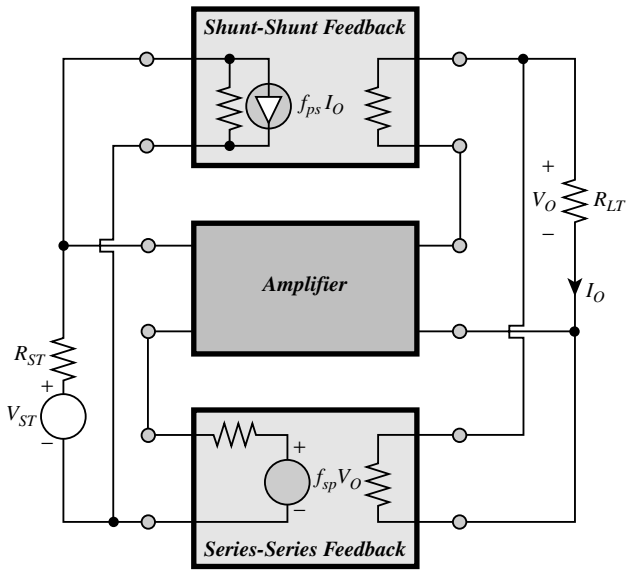 Shunt-Shunt Feedback
f_ps I_O
+
V_O
−
R_LT
Amplifier
I_O
R_ST
+
V_ST
−
+
f_sp V_O
−
Series-Series Feedback